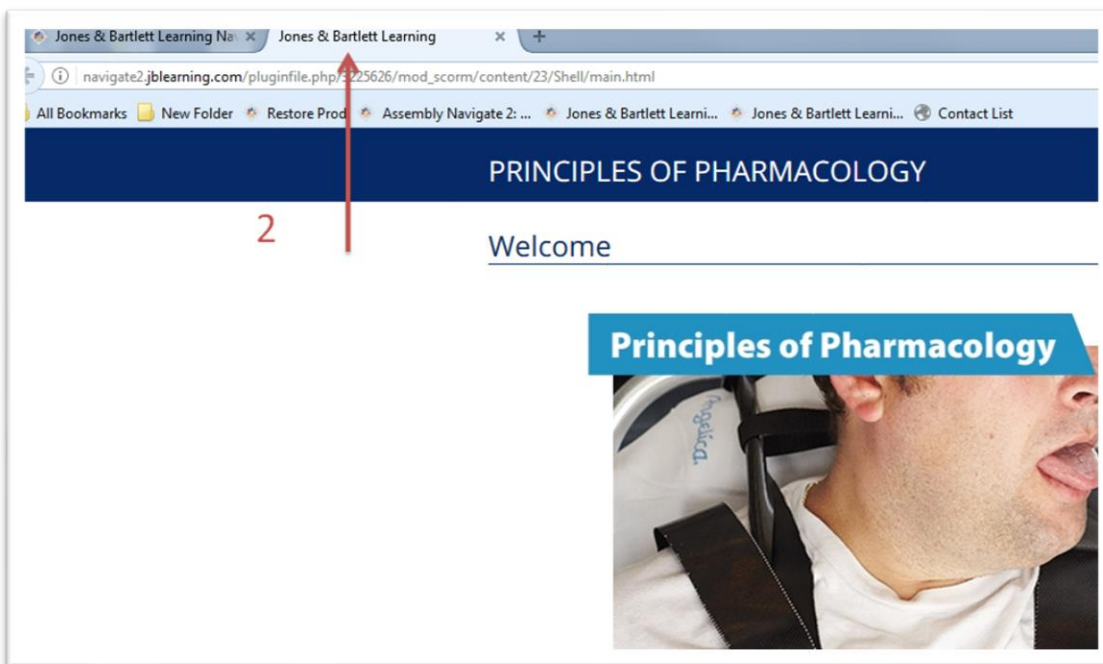 Jones & Bartlett Learning Na × Jones & Bartlett Learning × +
navigate2.jblearning.com/pluginfile.php/3225626/mod_scorm/content/23/Shell/main.html
All Bookmarks New Folder Restore Prod Assembly Navigate 2: ... Jones & Bartlett Learni... Jones & Bartlett Learni... Contact List
PRINCIPLES OF PHARMACOLOGY
2
Welcome
Principles of Pharmacology
Angelica